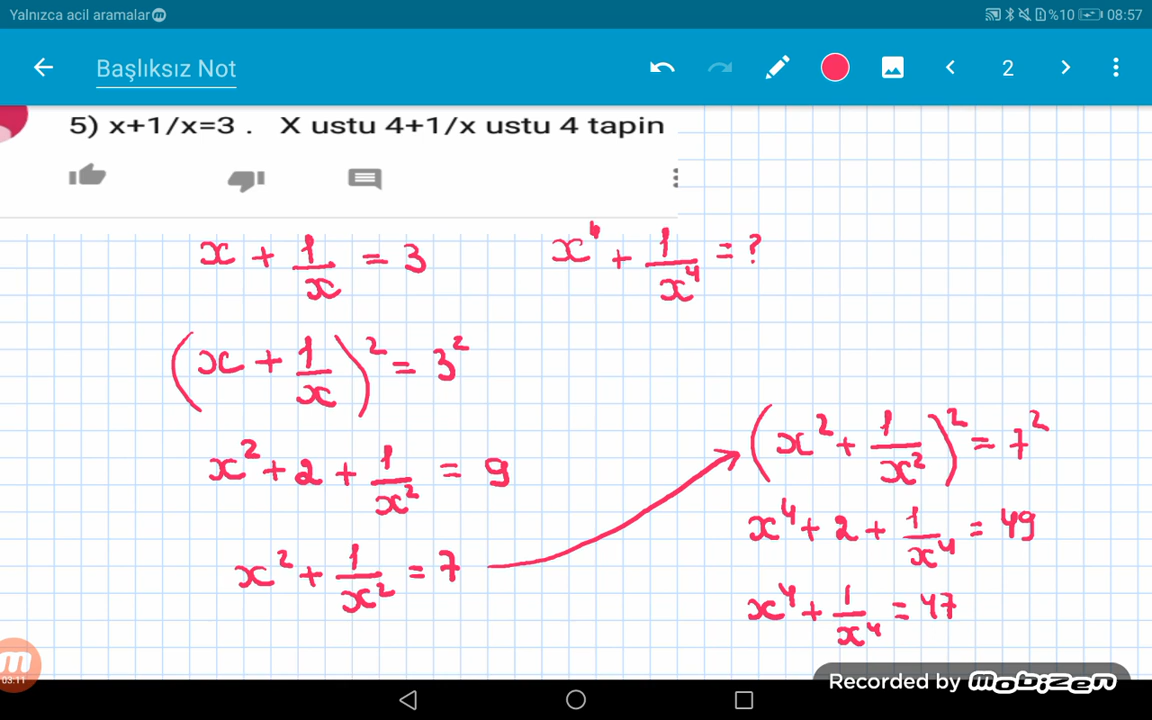 Yalnızca acil aramalar
%10 08:57
Başlıksız Not
2
5) x+1/x=3 . X ustu 4+1/x ustu 4 tapin
x + 1/x = 3
x⁴ + 1/x⁴ = ?
(x + 1/x)² = 3²
x² + 2 + 1/x² = 9
x² + 1/x² = 7
(x² + 1/x²)² = 7²
x⁴ + 2 + 1/x⁴ = 49
x⁴ + 1/x⁴ = 47
03:11
Recorded by mobizen